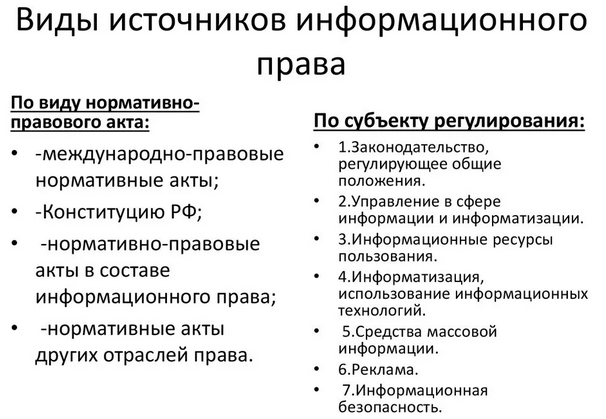 Виды источников информационного
права
По виду нормативно-
правового акта:
• -международно-правовые
нормативные акты;
• -Конституцию РФ;
• -нормативно-правовые
акты в составе
информационного права;
• -нормативные акты
других отраслей права.
По субъекту регулирования:
• 1.Законодательство,
регулирующее общие
положения.
• 2.Управление в сфере
информации и информатизации.
• 3.Информационные ресурсы
пользования.
• 4.Информатизация,
использование информационных
технологий.
• 5.Средства массовой
информации.
• 6.Реклама.
• 7.Информационная
безопасность.